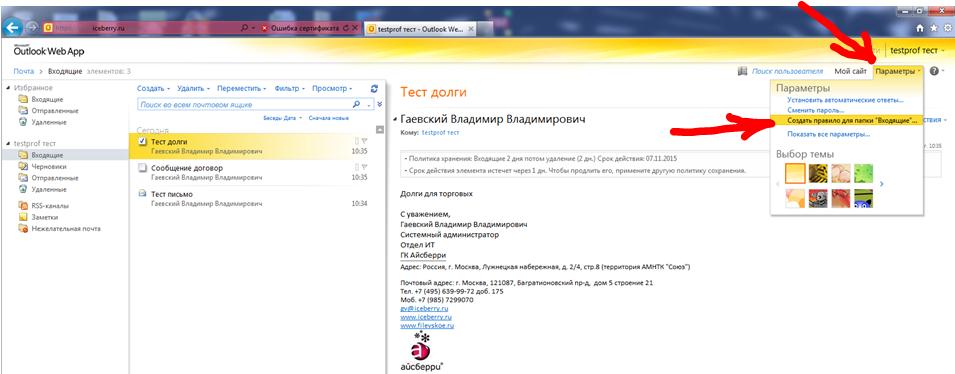 https:
iceberry.ru
Ошибка сертификата
testprof тест - Outlook We...
Microsoft
Outlook Web App
testprof тест
Почта > Входящие элементов: 3
Поиск пользователя
Мой сайт
Параметры
Избранное
Входящие
Отправленные
Удаленные
testprof тест
Входящие
Черновики
Отправленные
Удаленные
RSS-каналы
Заметки
Нежелательная почта
Создать Удалить Переместить Фильтр Просмотр
Поиск во всем почтовом ящике
Беседы Дата Сначала новые
Сегодня
Тест долги
Гаевский Владимир Владимирович 10:35
Сообщение договор
Гаевский Владимир Владимирович 10:35
Тест письмо
Гаевский Владимир Владимирович 10:34
Тест долги
Гаевский Владимир Владимирович
Кому: testprof тест
• Политика хранения: Входящие 2 дня потом удаление (2 дн.) Срок действия: 07.11.2015
• Срок действия элемента истечет через 1 дн. Чтобы продлить его, примените другую политику сохранения.
Долги для торговых
С уважением,
Гаевский Владимир Владимирович
Системный администратор
Отдел ИТ
ГК Айсберри
Адрес: Россия, г. Москва, Лужнецкая набережная, д. 2/4, стр.8 (территория АМНТК "Союз")
Почтовый адрес: г. Москва, 121087, Багратионовский пр-д, дом 5 строение 21
Тел. +7 (495) 639-99-72 доб. 175
Моб. +7 (985) 7299070
gv@iceberry.ru
www.iceberry.ru
www.filevskoe.ru
айсберри
Параметры
Установить автоматические ответы...
Сменить пароль...
Создать правило для папки "Входящие"...
Показать все параметры...
Выбор темы